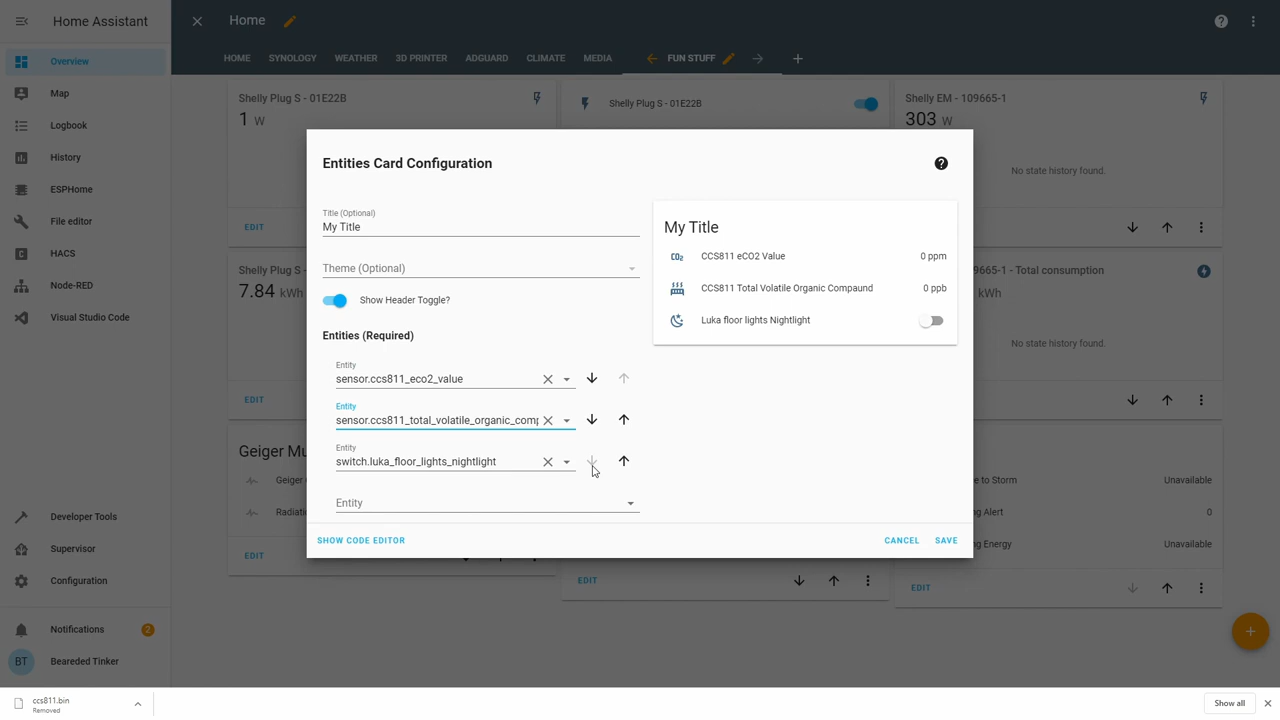 Home Assistant
Home
Overview
Map
Logbook
History
ESPHome
File editor
HACS
Node-RED
Visual Studio Code
Developer Tools
Supervisor
Configuration
Notifications
2
BT
Beareded Tinker
HOME
SYNOLOGY
WEATHER
3D PRINTER
ADGUARD
CLIMATE
MEDIA
FUN STUFF
Shelly Plug S - 01E22B
1 W
EDIT
Shelly Plug S - 01E22B
Shelly EM - 109665-1
303 W
No state history found.
Shelly Plug S -
7.84 kWh
EDIT
9665-1 - Total consumption
kWh
No state history found.
Geiger Mu
Geiger
Radiati
EDIT
EDIT
e to Storm
Unavailable
ng Alert
0
ng Energy
Unavailable
EDIT
Entities Card Configuration
Title (Optional)
My Title
Theme (Optional)
Show Header Toggle?
Entities (Required)
Entity
sensor.ccs811_eco2_value
Entity
sensor.ccs811_total_volatile_organic_comp
Entity
switch.luka_floor_lights_nightlight
Entity
SHOW CODE EDITOR
CANCEL
SAVE
My Title
CO2
CCS811 eCO2 Value
0 ppm
CCS811 Total Volatile Organic Compaund
0 ppb
Luka floor lights Nightlight
ccs811.bin
Removed
Show all